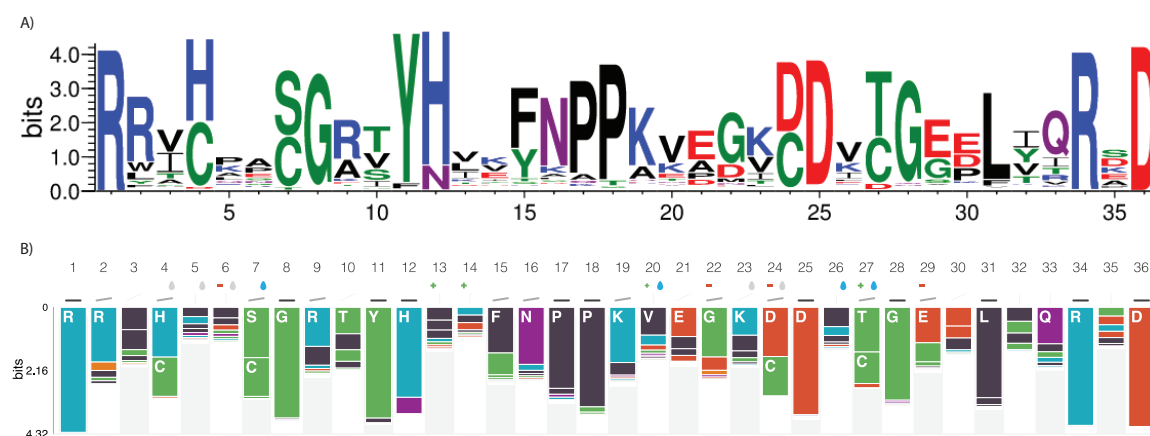 A)
bits
4.0
3.0
2.0
1.0
0.0
R R V H P A S G R T Y H V K F N P P K V E G K D D V T G E E L I Q R S D
W I C C A V N Y A K A D V C K C G D Y D
5 10 15 20 25 30 35
B)
1 2 3 4 5 6 7 8 9 10 11 12 13 14 15 16 17 18 19 20 21 22 23 24 25 26 27 28 29 30 31 32 33 34 35 36
0
R R H S G R T Y H F N P P K V E G K D D T G E L Q R D
C C C C
bits
2.16
4.32